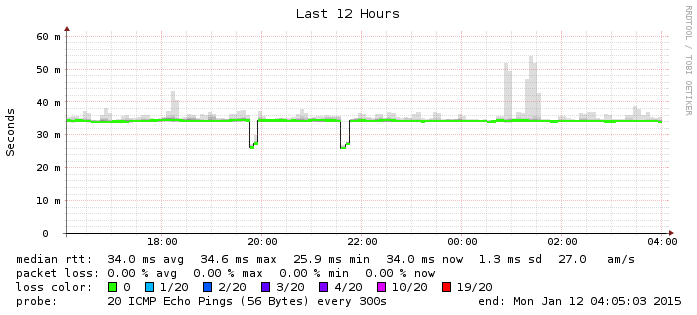 Last 12 Hours
RRDTOOL / TOBI OETIKER
Seconds
60 m
50 m
40 m
30 m
20 m
10 m
0
18:00 20:00 22:00 00:00 02:00 04:00
median rtt: 34.0 ms avg 34.6 ms max 25.9 ms min 34.0 ms now 1.3 ms sd 27.0 am/s
packet loss: 0.00 % avg 0.00 % max 0.00 % min 0.00 % now
loss color: 0 1/20 2/20 3/20 4/20 10/20 19/20
probe: 20 ICMP Echo Pings (56 Bytes) every 300s end: Mon Jan 12 04:05:03 2015